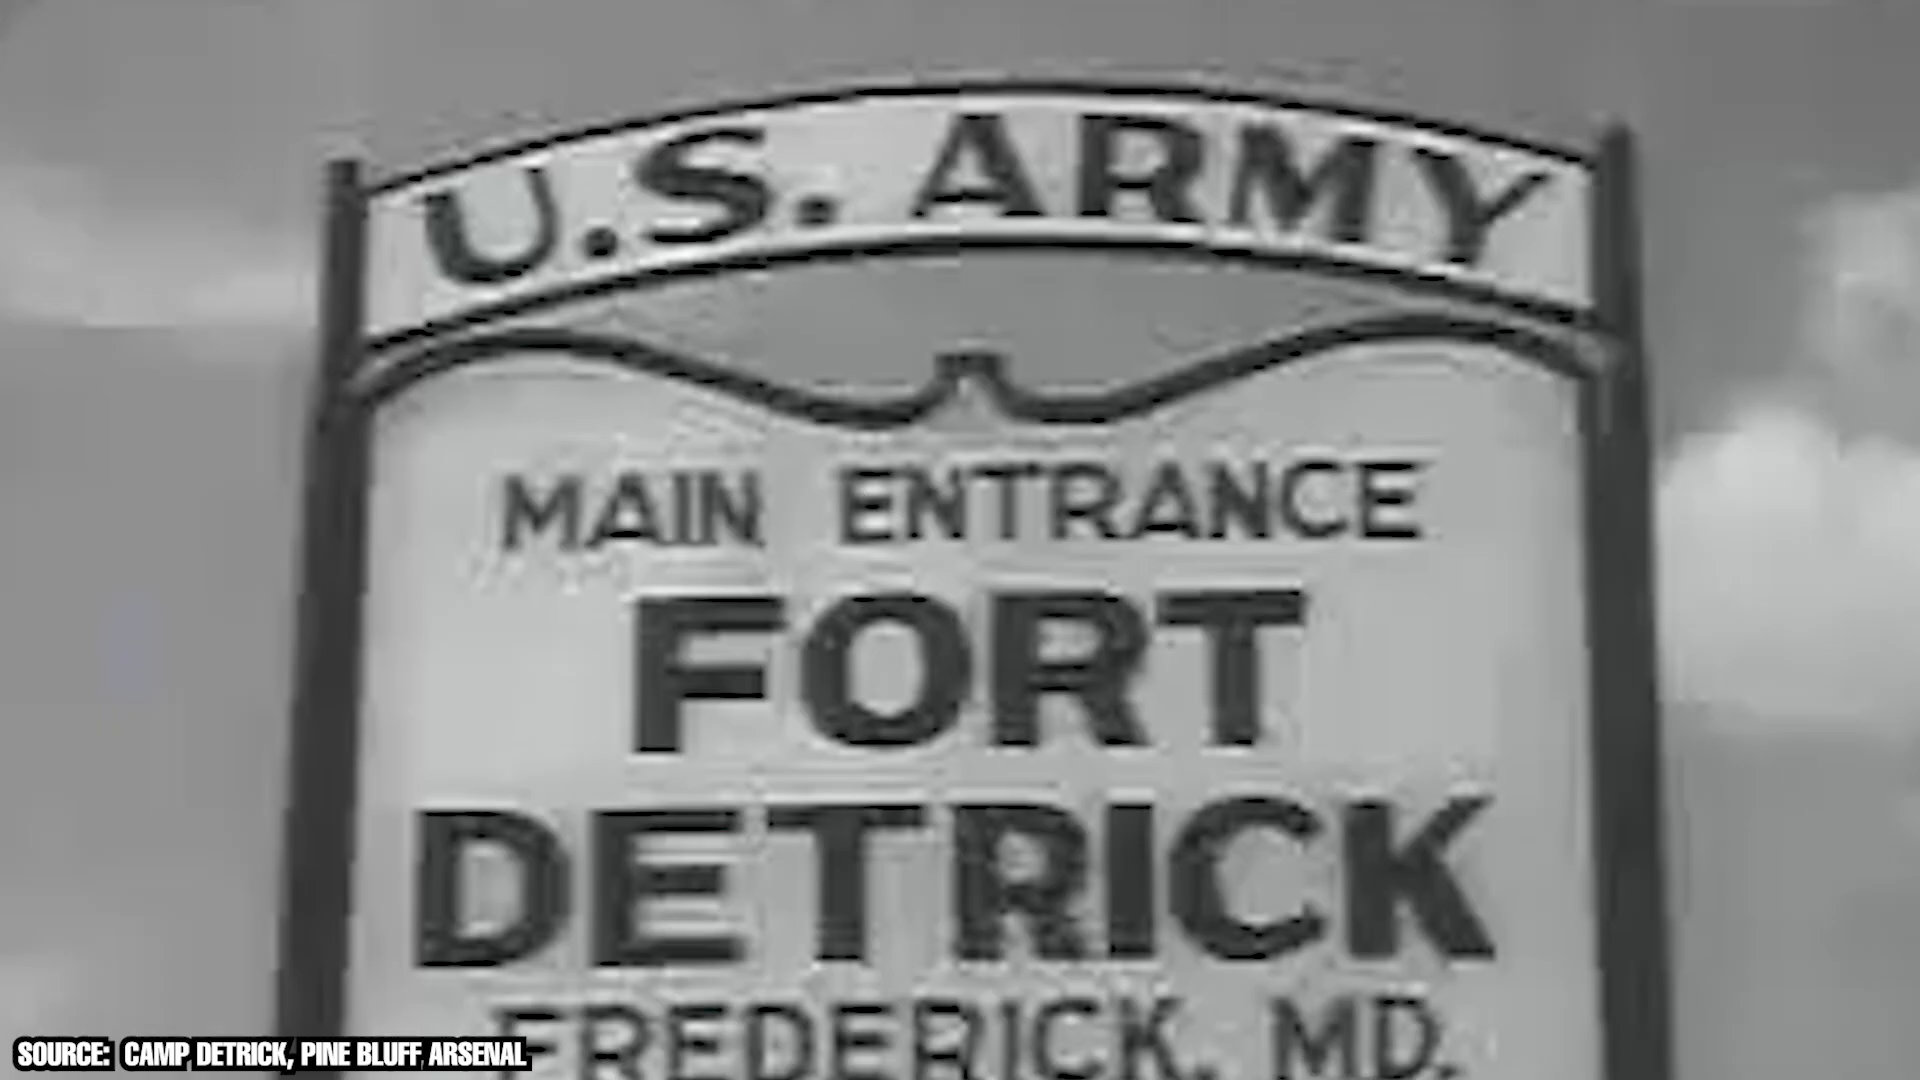 U.S. ARMY
MAIN ENTRANCE
FORT
DETRICK
FREDERICK, MD.
SOURCE: CAMP DETRICK, PINE BLUFF ARSENAL